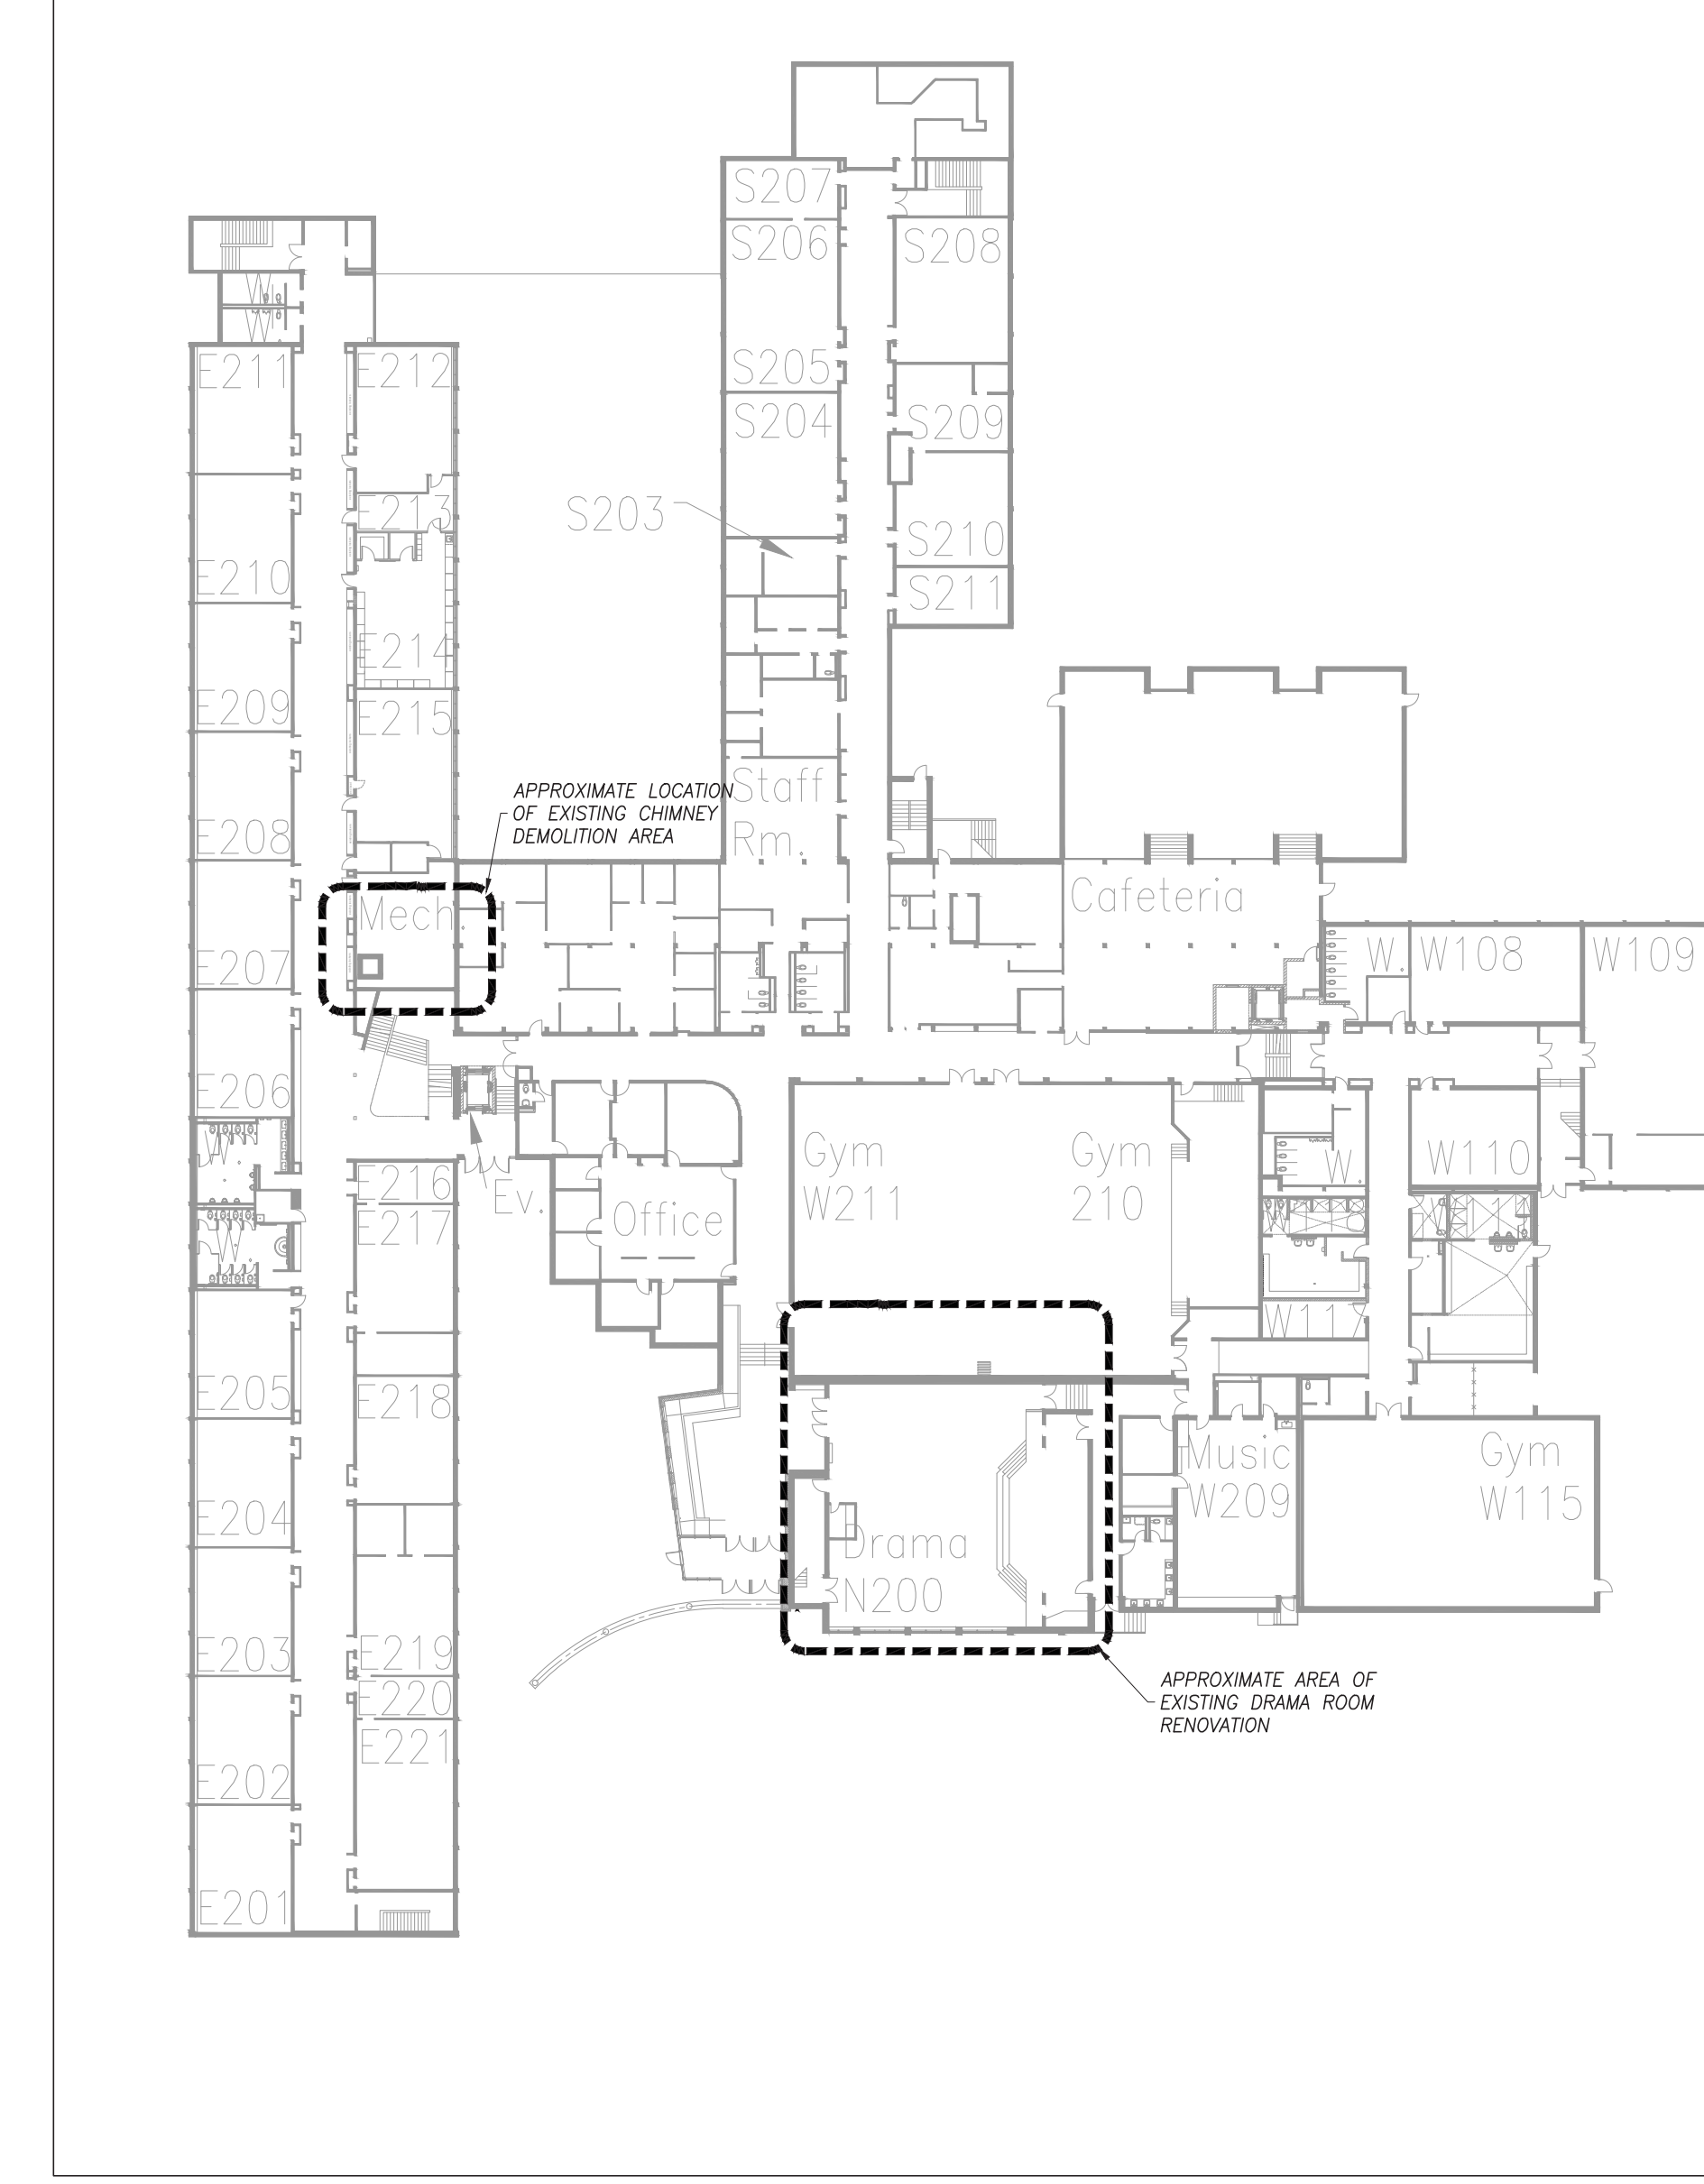 S207
S206
S208
S205
E211
E212
S204
S209
E213
S203
S210
E210
S211
E214
E209
E215
APPROXIMATE LOCATION
OF EXISTING CHIMNEY
DEMOLITION AREA
Staff
Rm.
E208
Mech
Cafeteria
E207
W.
W108
W109
E206
Gym
W211
Gym
210
W110
W.
E216
Ev.
E217
Office
W117
E205
E218
Music
W209
Gym
W115
E204
Drama
N200
E203
E219
APPROXIMATE AREA OF
EXISTING DRAMA ROOM
RENOVATION
E220
E221
E202
E201